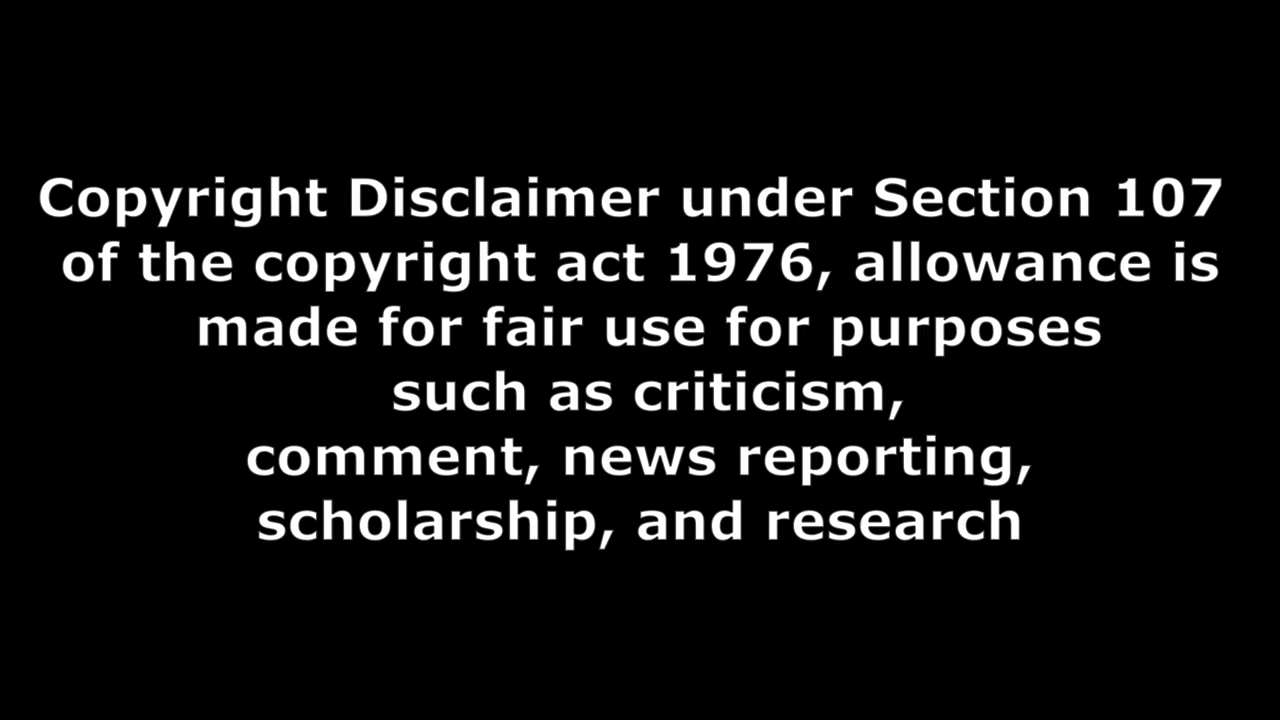 Copyright Disclaimer under Section 107
of the copyright act 1976, allowance is
made for fair use for purposes
such as criticism,
comment, news reporting,
scholarship, and research